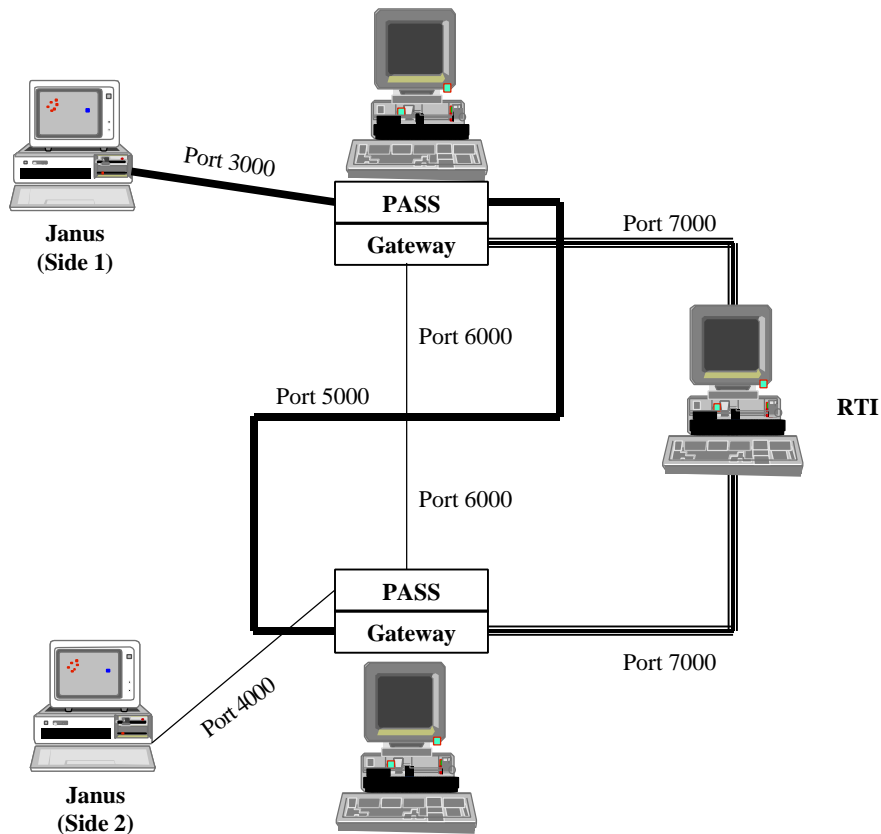 Port 3000
Janus
(Side 1)
PASS
Gateway
Port 7000
Port 6000
Port 5000
RTI
Port 6000
PASS
Gateway
Port 7000
Port 4000
Janus
(Side 2)